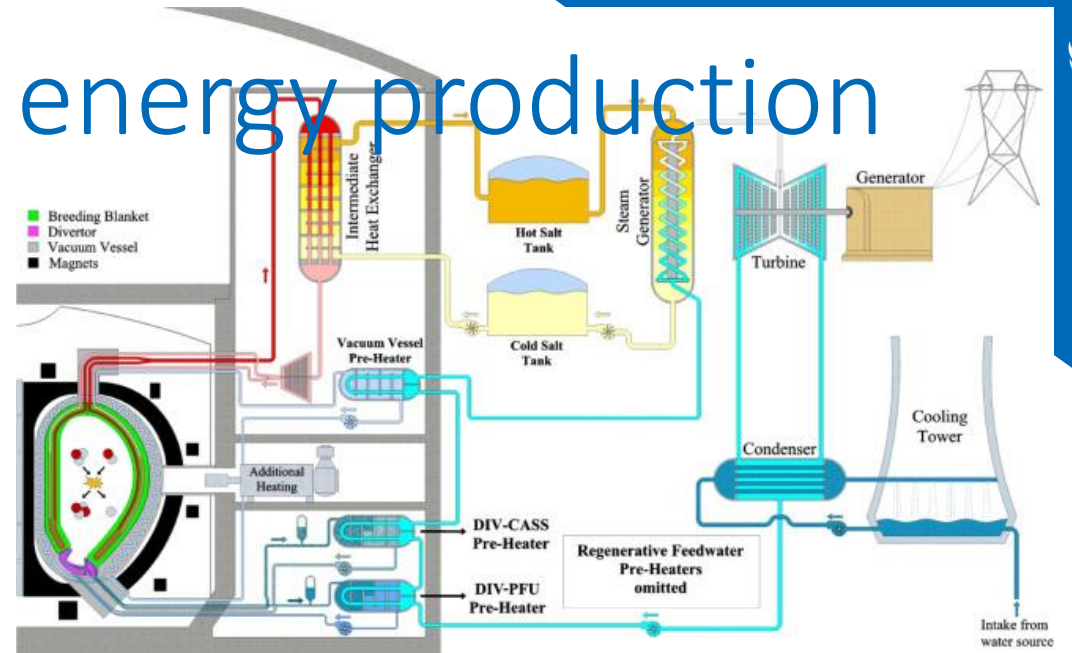 energy production
Breeding Blanket
Divertor
Vacuum Vessel
Magnets
Intermediate
Heat Exchanger
Hot Salt
Tank
Cold Salt
Tank
Steam
Generator
Turbine
Generator
Vacuum Vessel
Pre-Heater
Additional
Heating
Condenser
Cooling
Tower
DIV-CASS
Pre-Heater
DIV-PFU
Pre-Heater
Regenerative Feedwater
Pre-Heaters
omitted
Intake from
water source